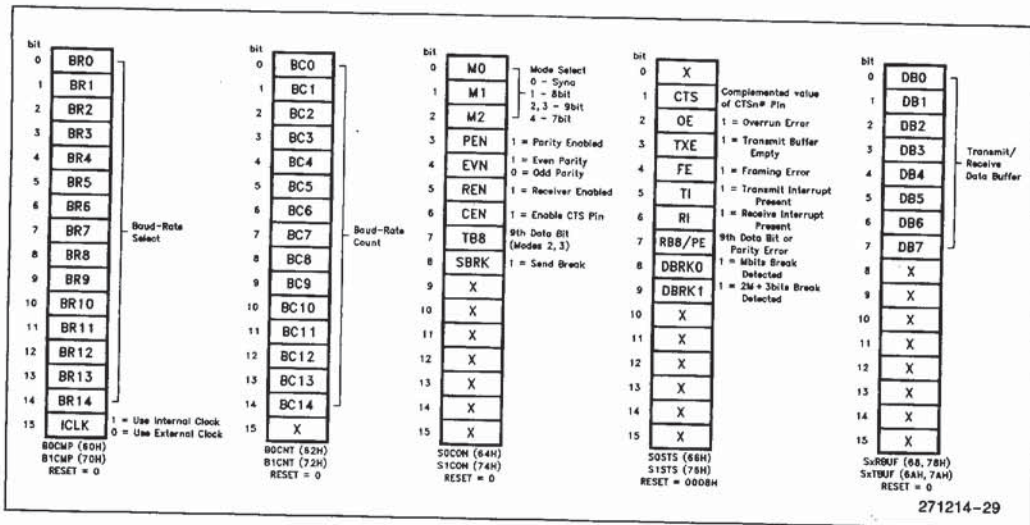 bit
0 BR0
1 BR1
2 BR2
3 BR3
4 BR4
5 BR5
6 BR6
7 BR7
8 BR8
9 BR9
10 BR10
11 BR11
12 BR12
13 BR13
14 BR14
15 ICLK
Baud-Rate
Select
1 = Use Internal Clock
0 = Use External Clock
B0CMP (60H)
B1CMP (70H)
RESET = 0
bit
0 BC0
1 BC1
2 BC2
3 BC3
4 BC4
5 BC5
6 BC6
7 BC7
8 BC8
9 BC9
10 BC10
11 BC11
12 BC12
13 BC13
14 BC14
15 X
Baud-Rate
Count
B0CNT (62H)
B1CNT (72H)
RESET = 0
bit
0 M0
1 M1
2 M2
Mode Select
0 - Sync
1 - 8bit
2, 3 - 9bit
4 - 7bit
3 PEN 1 = Parity Enabled
4 EVN 1 = Even Parity
0 = Odd Parity
5 REN 1 = Receiver Enabled
6 CEN 1 = Enable CTS Pin
7 TB8 9th Data Bit
(Modes 2, 3)
8 SBRK 1 = Send Break
9 X
10 X
11 X
12 X
13 X
14 X
15 X
S0CON (64H)
S1CON (74H)
RESET = 0
bit
0 X
1 CTS Complemented value
of CTSn# Pin
2 OE 1 = Overrun Error
3 TXE 1 = Transmit Buffer
Empty
4 FE 1 = Framing Error
5 TI 1 = Transmit Interrupt
Present
6 RI 1 = Receive Interrupt
Present
7 RB8/PE 9th Data Bit or
Parity Error
8 DBRK0 1 = Mbits Break
Detected
9 DBRK1 1 = 2M + 3bits Break
Detected
10 X
11 X
12 X
13 X
14 X
15 X
S0STS (66H)
S1STS (76H)
RESET = 0008H
bit
0 DB0
1 DB1
2 DB2
3 DB3
4 DB4
5 DB5
6 DB6
7 DB7
8 X
9 X
10 X
11 X
12 X
13 X
14 X
15 X
Transmit/
Receive
Data Buffer
SxRBUF (68, 78H)
SxTBUF (6AH, 7AH)
RESET = 0
271214-29